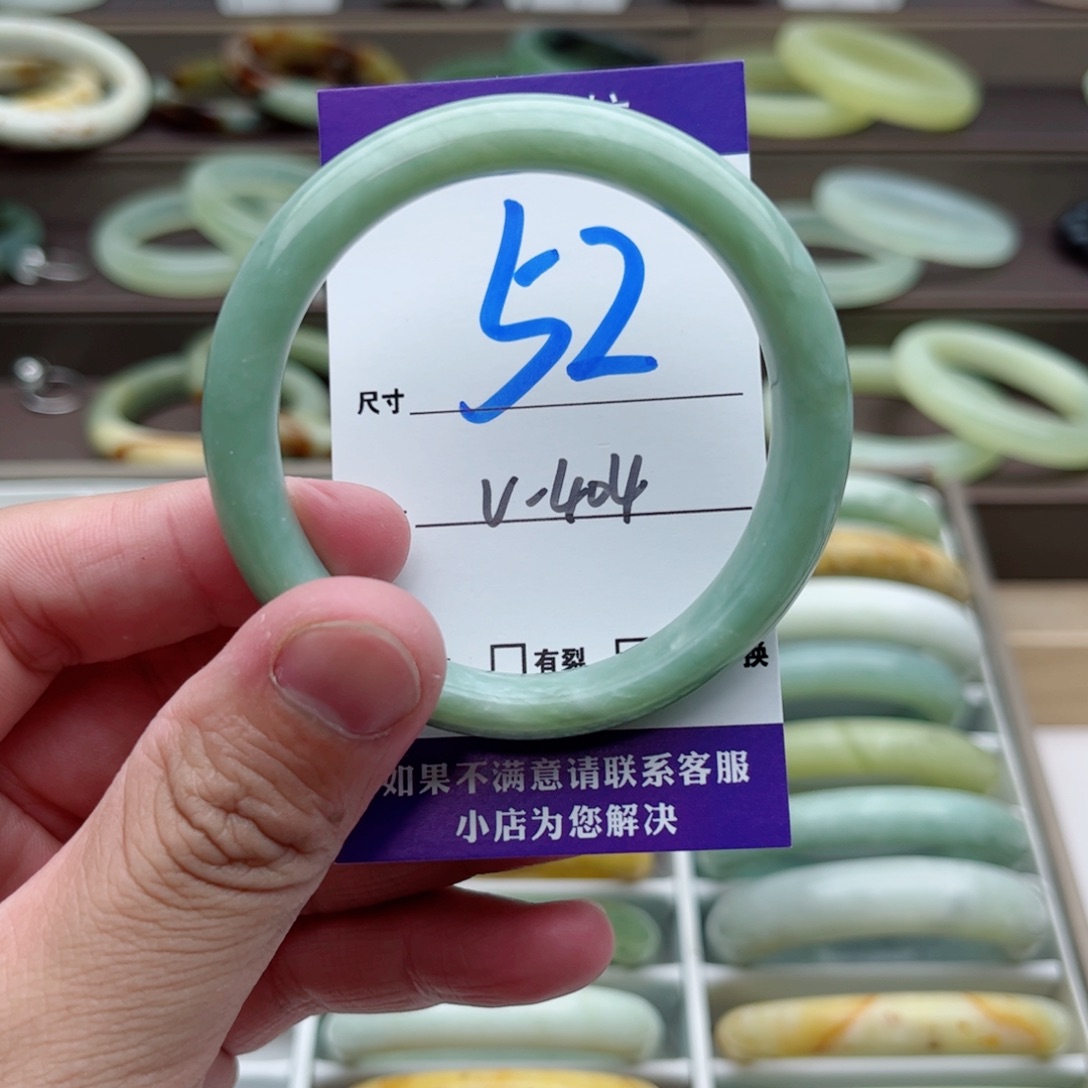 52
尺寸
V-404
有裂 换
如果不满意请联系客服
小店为您解决